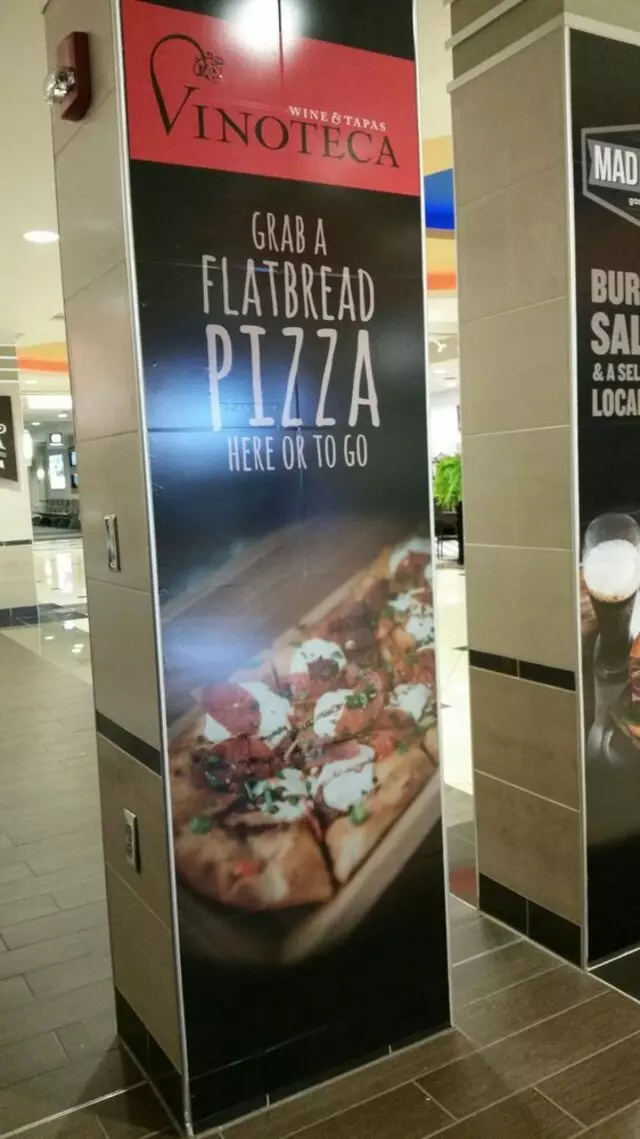 WINE & TAPAS
VINOTECA
GRAB A
FLATBREAD
PIZZA
HERE OR TO GO
MAD
BUR
SAL
& A SEL
LOCA